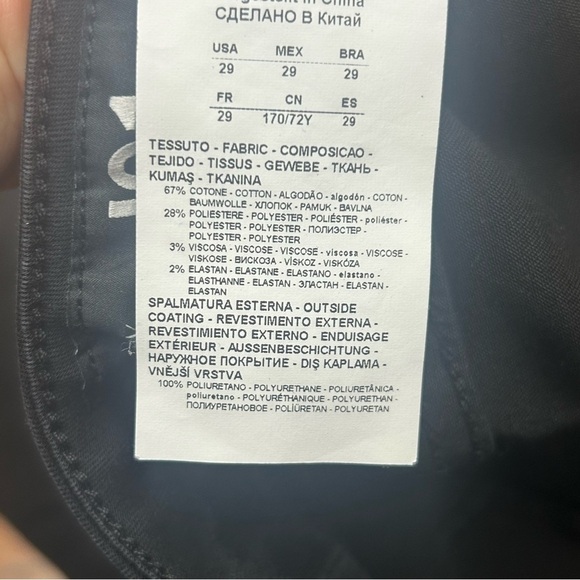 in China
СДЕЛАНО В Китай
USA MEX BRA
29 29 29
FR CN ES
29 170/72Y 29
TESSUTO - FABRIC - COMPOSICAO -
TEJIDO - TISSUS - GEWEBE - ТКАНЬ -
KUMAŞ - TKANINA
67% COTONE - COTTON - ALGODÃO - algodón - COTON -
BAUMWOLLE - ХЛОПОК - PAMUK - BAVLNA
28% POLIESTERE - POLYESTER - POLIÉSTER - poliéster -
POLYESTER - POLYESTER - ПОЛИЭСТЕР -
POLYESTER - POLYESTER
3% VISCOSA - VISCOSE - VISCOSE - viscosa - VISCOSE -
VISKOSE - ВИСКОЗА - VİSKOZ - VISKÓZA
2% ELASTAN - ELASTANE - ELASTANO - elastano -
ELASTHANNE - ELASTAN - ЭЛАСТАН - ELASTAN -
ELASTAN
SPALMATURA ESTERNA - OUTSIDE
COATING - REVESTIMENTO EXTERNA -
REVESTIMIENTO EXTERNO - ENDUISAGE
EXTÉRIEUR - AUSSENBESCHICHTUNG -
НАРУЖНОЕ ПОКРЫТИЕ - DIŞ KAPLAMA -
VNĚJŠÍ VRSTVA
100% POLIURETANO - POLYURETHANE - POLIURETÂNICA -
poliuretano - POLYURÉTHANIQUE - POLYURETHAN -
ПОЛИУРЕТАНОВОЕ - POLİÜRETAN - POLYURETAN